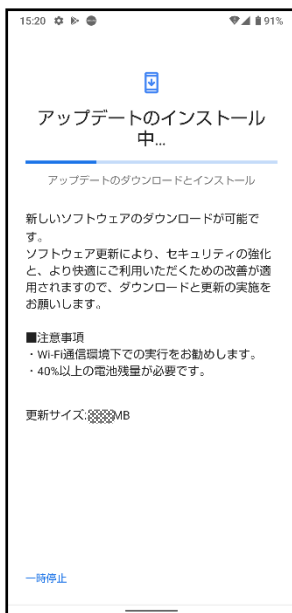 15:20 91%
アップデートのインストール
中...
アップデートのダウンロードとインストール
新しいソフトウェアのダウンロードが可能で
す。
ソフトウェア更新により、セキュリティの強化
と、より快適にご利用いただくための改善が適
用されますので、ダウンロードと更新の実施を
お願いします。
■注意事項
・Wi-Fi通信環境下での実行をお勧めします。
・40%以上の電池残量が必要です。
更新サイズ:MB
一時停止